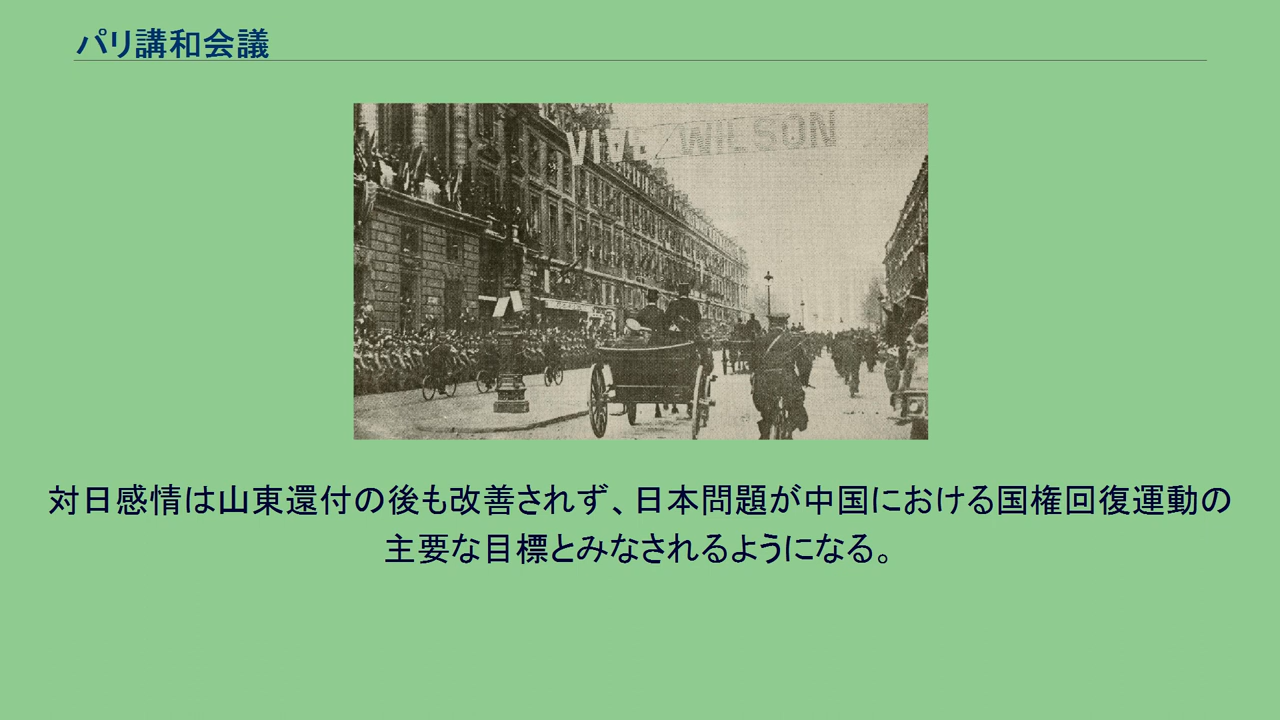 パリ講和会議
VIVE WILSON
対日感情は山東還付の後も改善されず、日本問題が中国における国権回復運動の
主要な目標とみなされるようになる。